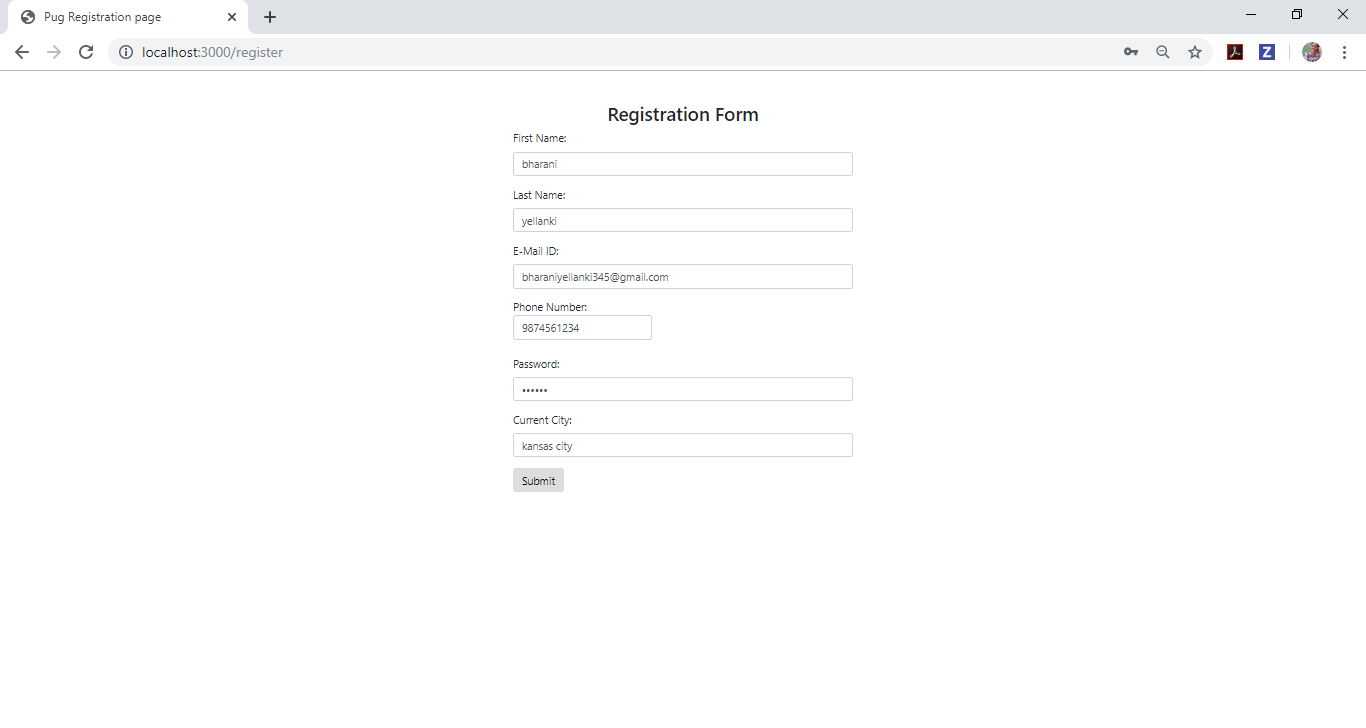 Pug Registration page
localhost:3000/register
Z
Registration Form
First Name:
bharani
Last Name:
yellanki
E-Mail ID:
bharaniyellanki345@gmail.com
Phone Number:
9874561234
Password:
••••••
Current City:
kansas city
Submit